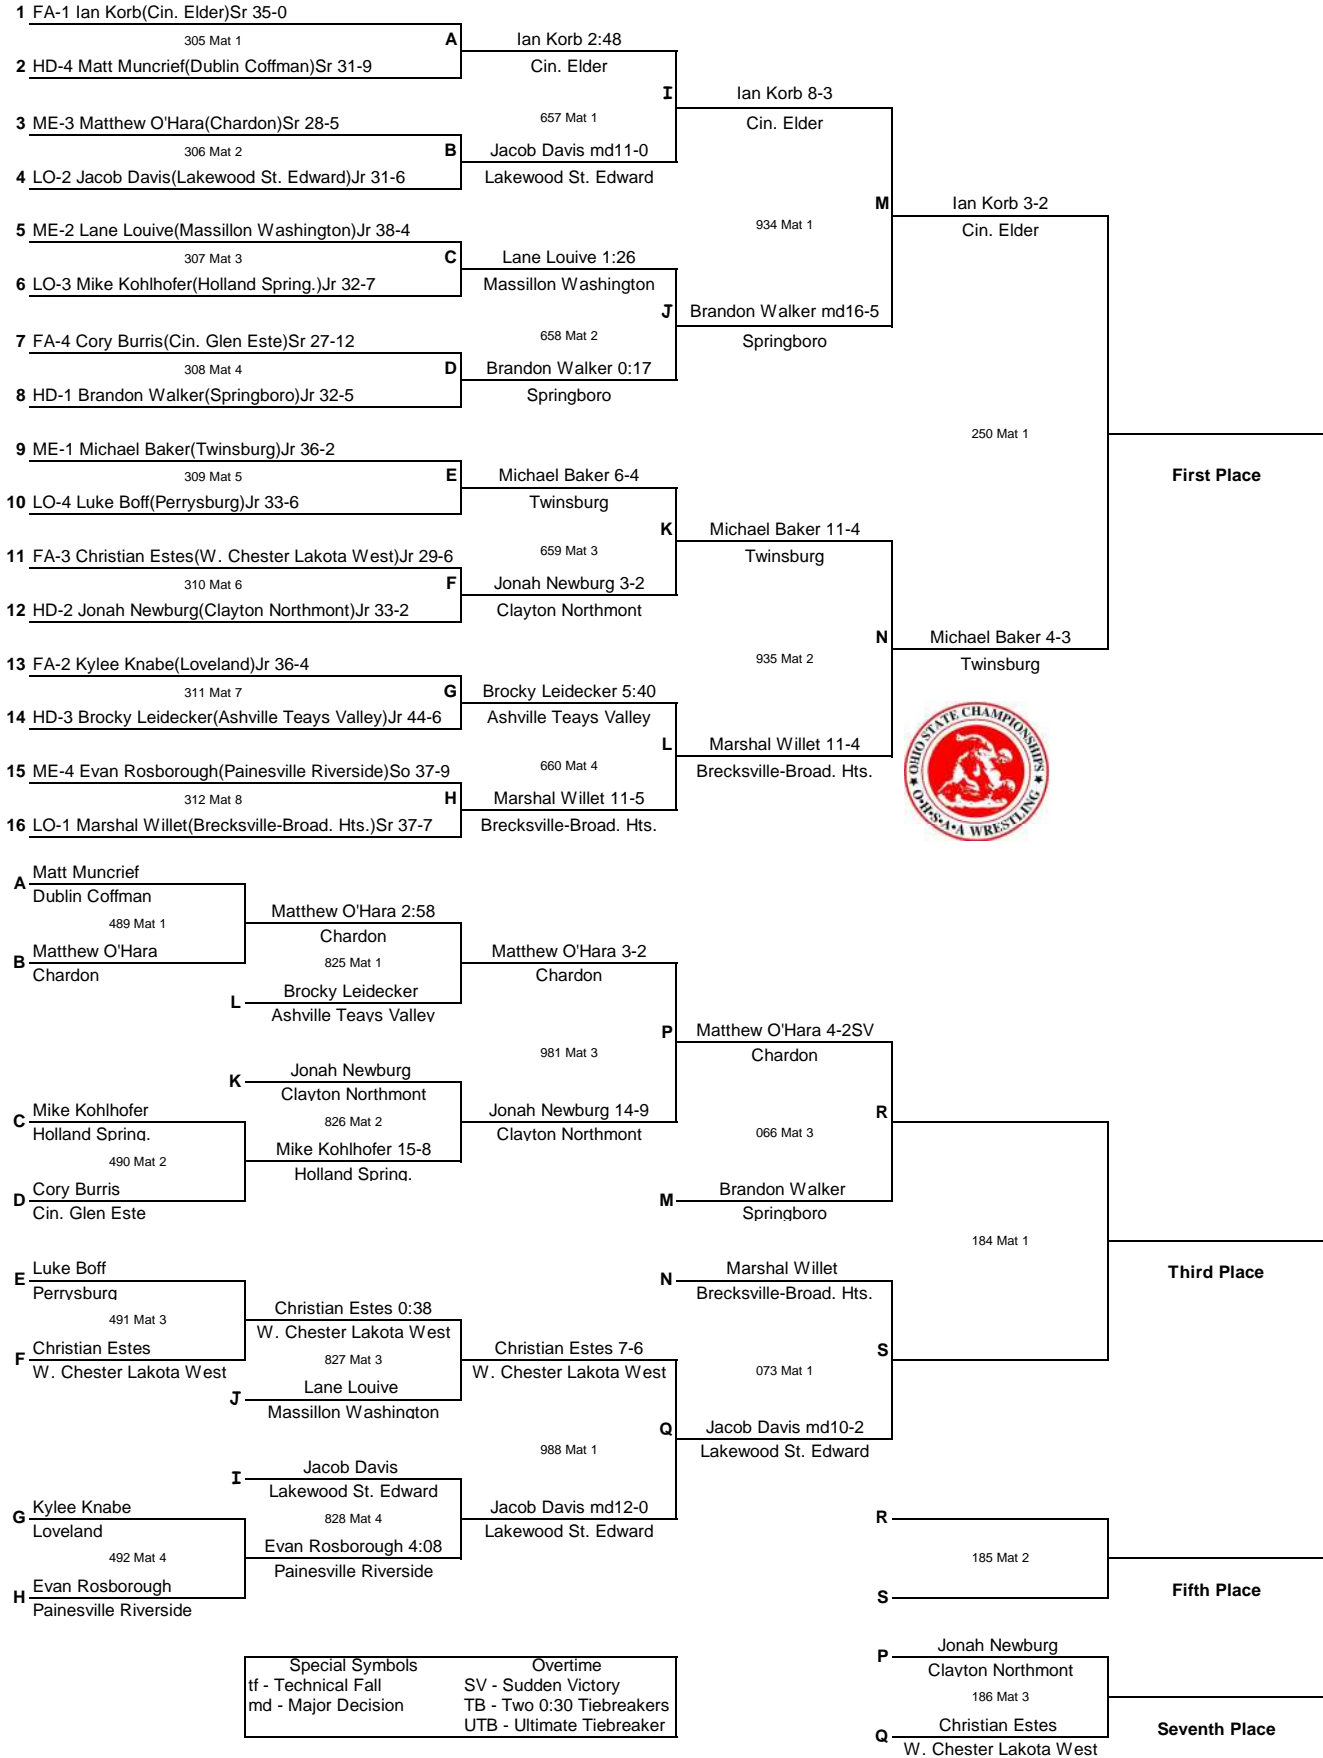 1 FA-1 Ian Korb(Cin. Elder)Sr 35-0
305 Mat 1
A
2 HD-4 Matt Muncrief(Dublin Coffman)Sr 31-9
Ian Korb 2:48
Cin. Elder
I
657 Mat 1
3 ME-3 Matthew O'Hara(Chardon)Sr 28-5
306 Mat 2
B
4 LO-2 Jacob Davis(Lakewood St. Edward)Jr 31-6
Jacob Davis md11-0
Lakewood St. Edward
Ian Korb 8-3
Cin. Elder
M
934 Mat 1
Ian Korb 3-2
Cin. Elder
5 ME-2 Lane Louive(Massillon Washington)Jr 38-4
307 Mat 3
C
6 LO-3 Mike Kohlhofer(Holland Spring.)Jr 32-7
Lane Louive 1:26
Massillon Washington
J
658 Mat 2
7 FA-4 Cory Burris(Cin. Glen Este)Sr 27-12
308 Mat 4
D
8 HD-1 Brandon Walker(Springboro)Jr 32-5
Brandon Walker 0:17
Springboro
Brandon Walker md16-5
Springboro
250 Mat 1
First Place
9 ME-1 Michael Baker(Twinsburg)Jr 36-2
309 Mat 5
E
10 LO-4 Luke Boff(Perrysburg)Jr 33-6
Michael Baker 6-4
Twinsburg
K
659 Mat 3
11 FA-3 Christian Estes(W. Chester Lakota West)Jr 29-6
310 Mat 6
F
12 HD-2 Jonah Newburg(Clayton Northmont)Jr 33-2
Jonah Newburg 3-2
Clayton Northmont
Michael Baker 11-4
Twinsburg
N
935 Mat 2
Michael Baker 4-3
Twinsburg
13 FA-2 Kylee Knabe(Loveland)Jr 36-4
311 Mat 7
G
14 HD-3 Brocky Leidecker(Ashville Teays Valley)Jr 44-6
Brocky Leidecker 5:40
Ashville Teays Valley
L
660 Mat 4
15 ME-4 Evan Rosborough(Painesville Riverside)So 37-9
312 Mat 8
H
16 LO-1 Marshal Willet(Brecksville-Broad. Hts.)Sr 37-7
Marshal Willet 11-5
Brecksville-Broad. Hts.
Marshal Willet 11-4
Brecksville-Broad. Hts.
OHIO STATE CHAMPIONSHIPS
O·H·S·A·A WRESTLING
A Matt Muncrief
Dublin Coffman
489 Mat 1
B Matthew O'Hara
Chardon
Matthew O'Hara 2:58
Chardon
825 Mat 1
L Brocky Leidecker
Ashville Teays Valley
Matthew O'Hara 3-2
Chardon
P
981 Mat 3
K Jonah Newburg
Clayton Northmont
826 Mat 2
C Mike Kohlhofer
Holland Spring.
490 Mat 2
D Cory Burris
Cin. Glen Este
Mike Kohlhofer 15-8
Holland Spring.
Jonah Newburg 14-9
Clayton Northmont
Matthew O'Hara 4-2SV
Chardon
R
066 Mat 3
M Brandon Walker
Springboro
184 Mat 1
Third Place
E Luke Boff
Perrysburg
491 Mat 3
F Christian Estes
W. Chester Lakota West
Christian Estes 0:38
W. Chester Lakota West
827 Mat 3
J Lane Louive
Massillon Washington
Christian Estes 7-6
W. Chester Lakota West
Q
988 Mat 1
N Marshal Willet
Brecksville-Broad. Hts.
S
073 Mat 1
Jacob Davis md10-2
Lakewood St. Edward
I Jacob Davis
Lakewood St. Edward
828 Mat 4
G Kylee Knabe
Loveland
492 Mat 4
H Evan Rosborough
Painesville Riverside
Evan Rosborough 4:08
Painesville Riverside
Jacob Davis md12-0
Lakewood St. Edward
R
185 Mat 2
S
Fifth Place
P Jonah Newburg
Clayton Northmont
186 Mat 3
Q Christian Estes
W. Chester Lakota West
Seventh Place
Special Symbols Overtime
tf - Technical Fall SV - Sudden Victory
md - Major Decision TB - Two 0:30 Tiebreakers
UTB - Ultimate Tiebreaker